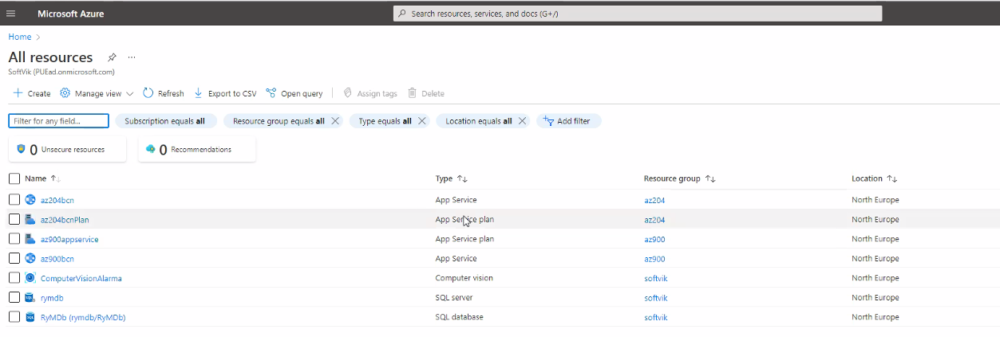 Microsoft Azure
Search resources, services, and docs (G+/)
Home
All resources
SoftVik (PUEad.onmicrosoft.com)
Create Manage view Refresh Export to CSV Open query Assign tags Delete
Filter for any field... Subscription equals all Resource group equals all Type equals all Location equals all Add filter
0 Unsecure resources 0 Recommendations
Name Type Resource group Location
az204bcn App Service az204 North Europe
az204bcnPlan App Service plan az204 North Europe
az900appservice App Service plan az900 North Europe
az900bcn App Service az900 North Europe
ComputerVisionAlarma Computer vision softvik North Europe
rymdb SQL server softvik North Europe
RyMDb (rymdb/RyMDb) SQL database softvik North Europe